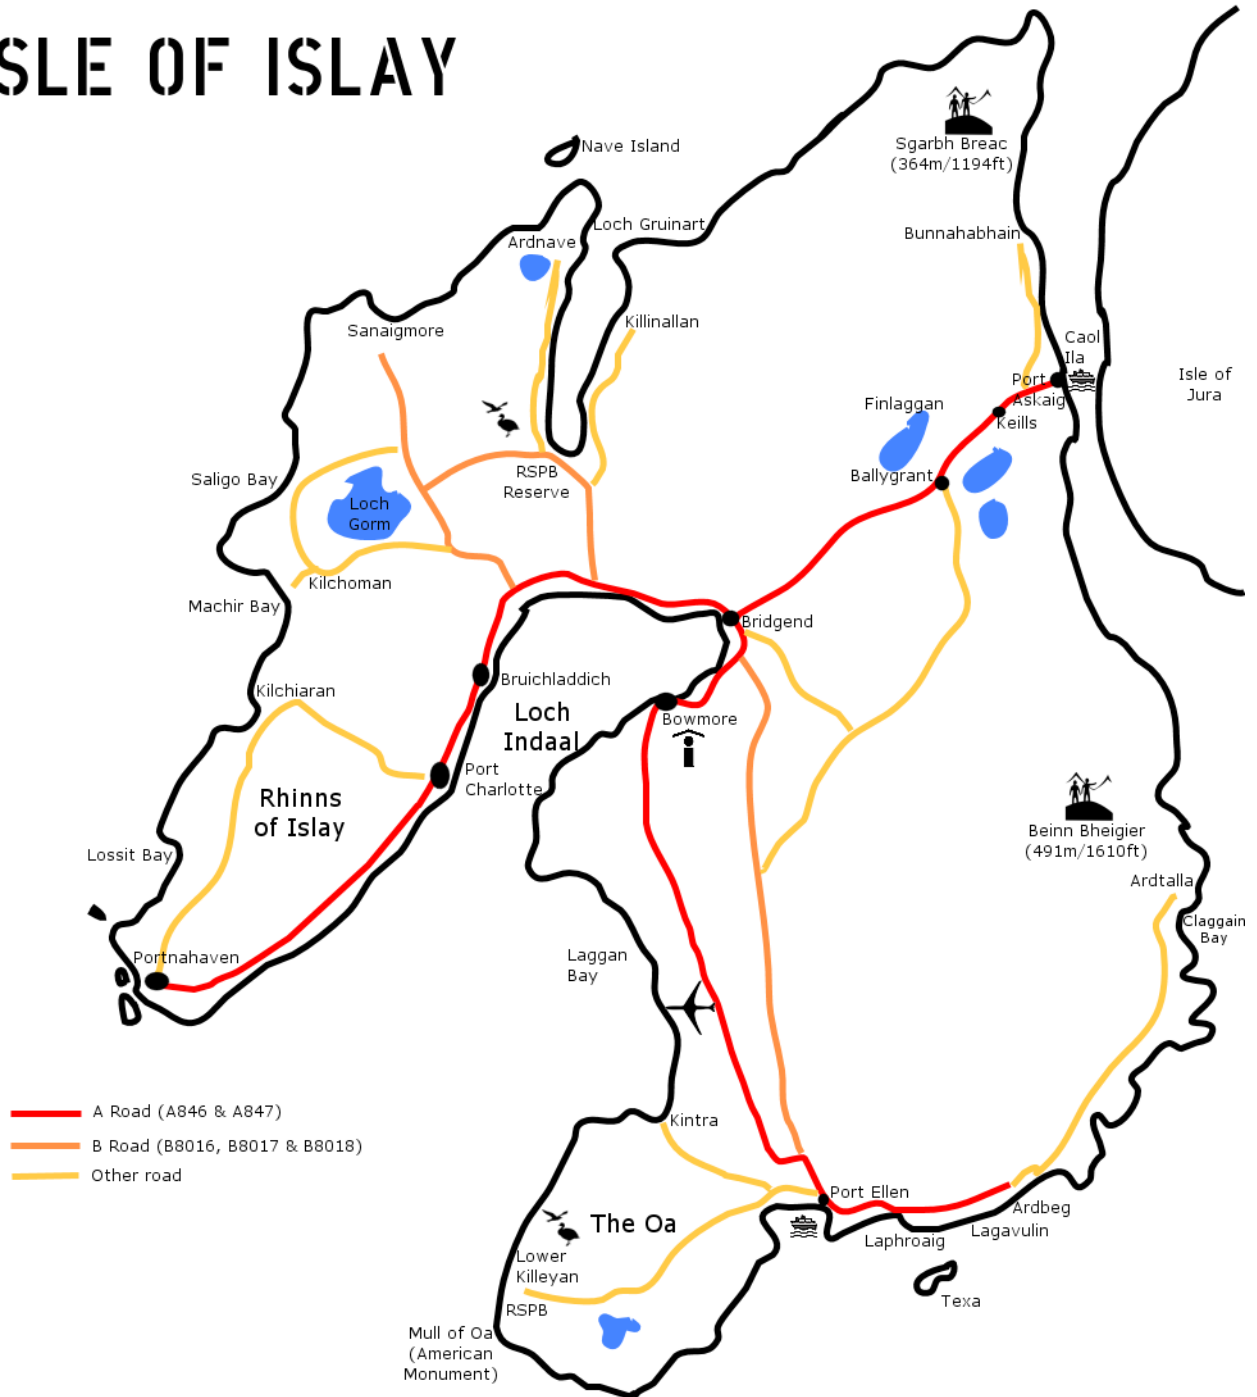 SLE OF ISLAY
Nave Island
Sgarbh Breac
(364m/1194ft)
Loch Gruinart
Ardnave
Bunnahabhain
Killinallan
Sanaigmore
Caol
Ila
Port
Askaig
Isle of
Jura
Finlaggan
Keills
Ballygrant
RSPB
Reserve
Saligo Bay
Loch
Gorm
Kilchoman
Machir Bay
Bridgend
Bruichladdich
Kilchiaran
Loch
Indaal
Bowmore
Port
Charlotte
Rhinns
of Islay
Beinn Bheigier
(491m/1610ft)
Lossit Bay
Ardtalla
Claggain
Bay
Portnahaven
Laggan
Bay
A Road (A846 & A847)
B Road (B8016, B8017 & B8018)
Other road
Kintra
Port Ellen
Ardbeg
Lagavulin
Laphroaig
The Oa
Lower
Killeyan
RSPB
Texa
Mull of Oa
(American
Monument)